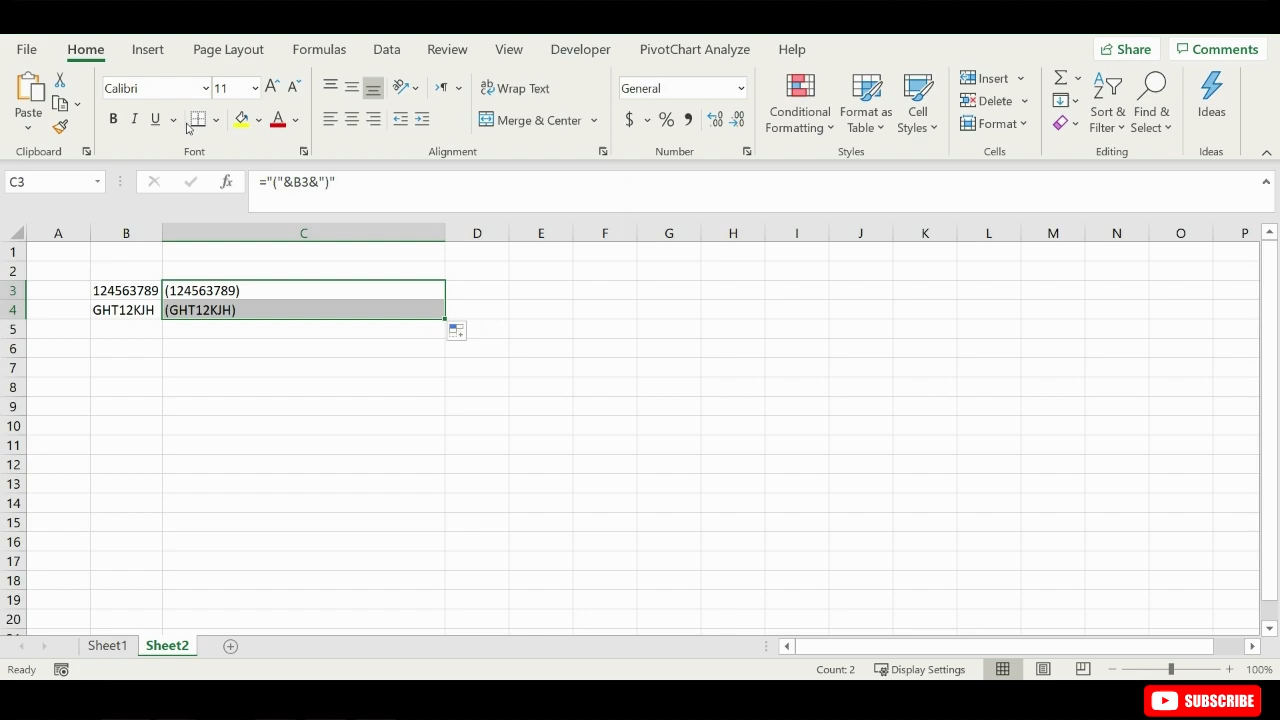 File Home Insert Page Layout Formulas Data Review View Developer PivotChart Analyze Help Share Comments
Paste
Calibri 11
B I U
Wrap Text
Merge & Center
General
$ % ,
Conditional Formatting
Format as Table
Cell Styles
Insert
Delete
Format
Sort & Filter
Find & Select
Ideas
Clipboard Font Alignment Number Styles Cells Editing Ideas
C3 fx ="("&B3&")"
A B C D E F G H I J K L M N O P
1
2
3 124563789 (124563789)
4 GHT12KJH (GHT12KJH)
5
6
7
8
9
10
11
12
13
14
15
16
17
18
19
20
Sheet1 Sheet2
Ready Count: 2 Display Settings 100%
SUBSCRIBE